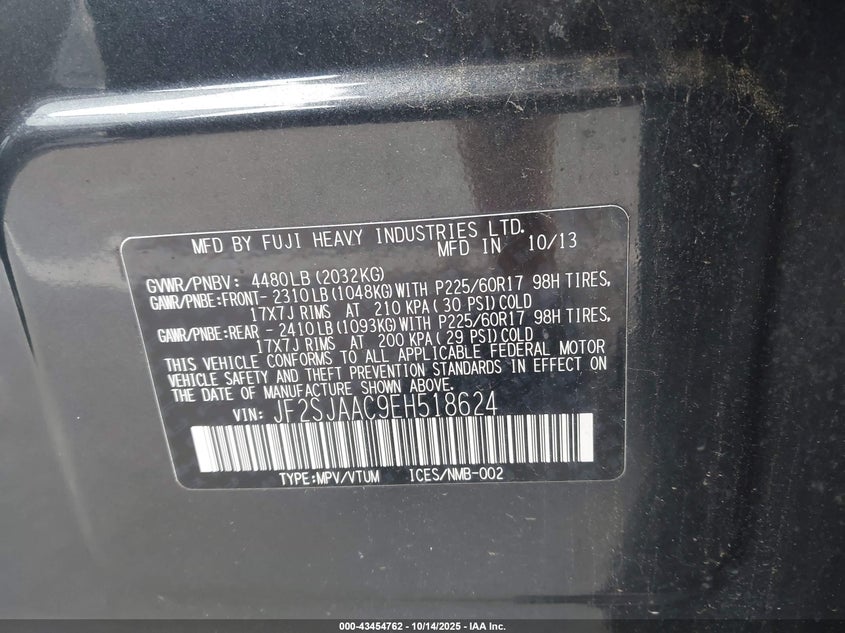 MFD BY FUJI HEAVY INDUSTRIES LTD.
MFD IN 10/13
GVWR/PNBV: 4480LB(2032KG)
GAWR/PNBE:FRONT- 2310LB(1048KG)WITH P225/60R17 98H TIRES,
17X7J RIMS AT 210 KPA(30 PSI)COLD
GAWR/PNBE:REAR - 2410LB(1093KG)WITH P225/60R17 98H TIRES,
17X7J RIMS AT 200 KPA(29 PSI)COLD
THIS VEHICLE CONFORMS TO ALL APPLICABLE FEDERAL MOTOR
VEHICLE SAFETY AND THEFT PREVENTION STANDARDS IN EFFECT ON
THE DATE OF MANUFACTURE SHOWN ABOVE.
VIN: JF2SJAAC9EH518624
TYPE:MPV/VTUM ICES/NMB-002
000-43454762 - 10/14/2025 - IAA Inc.